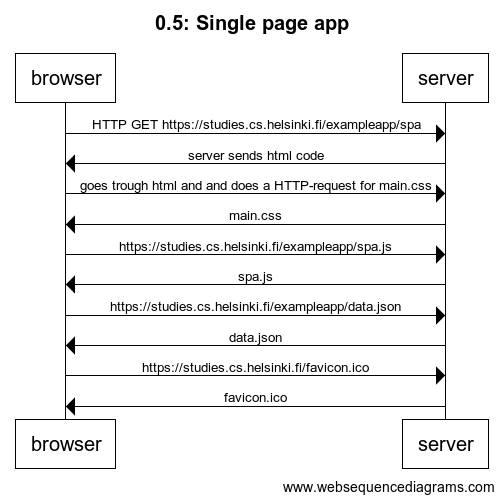 0.5: Single page app
browser
server
HTTP GET https://studies.cs.helsinki.fi/exampleapp/spa
server sends html code
goes trough html and and does a HTTP-request for main.css
main.css
https://studies.cs.helsinki.fi/exampleapp/spa.js
spa.js
https://studies.cs.helsinki.fi/exampleapp/data.json
data.json
https://studies.cs.helsinki.fi/favicon.ico
favicon.ico
browser
server
www.websequencediagrams.com